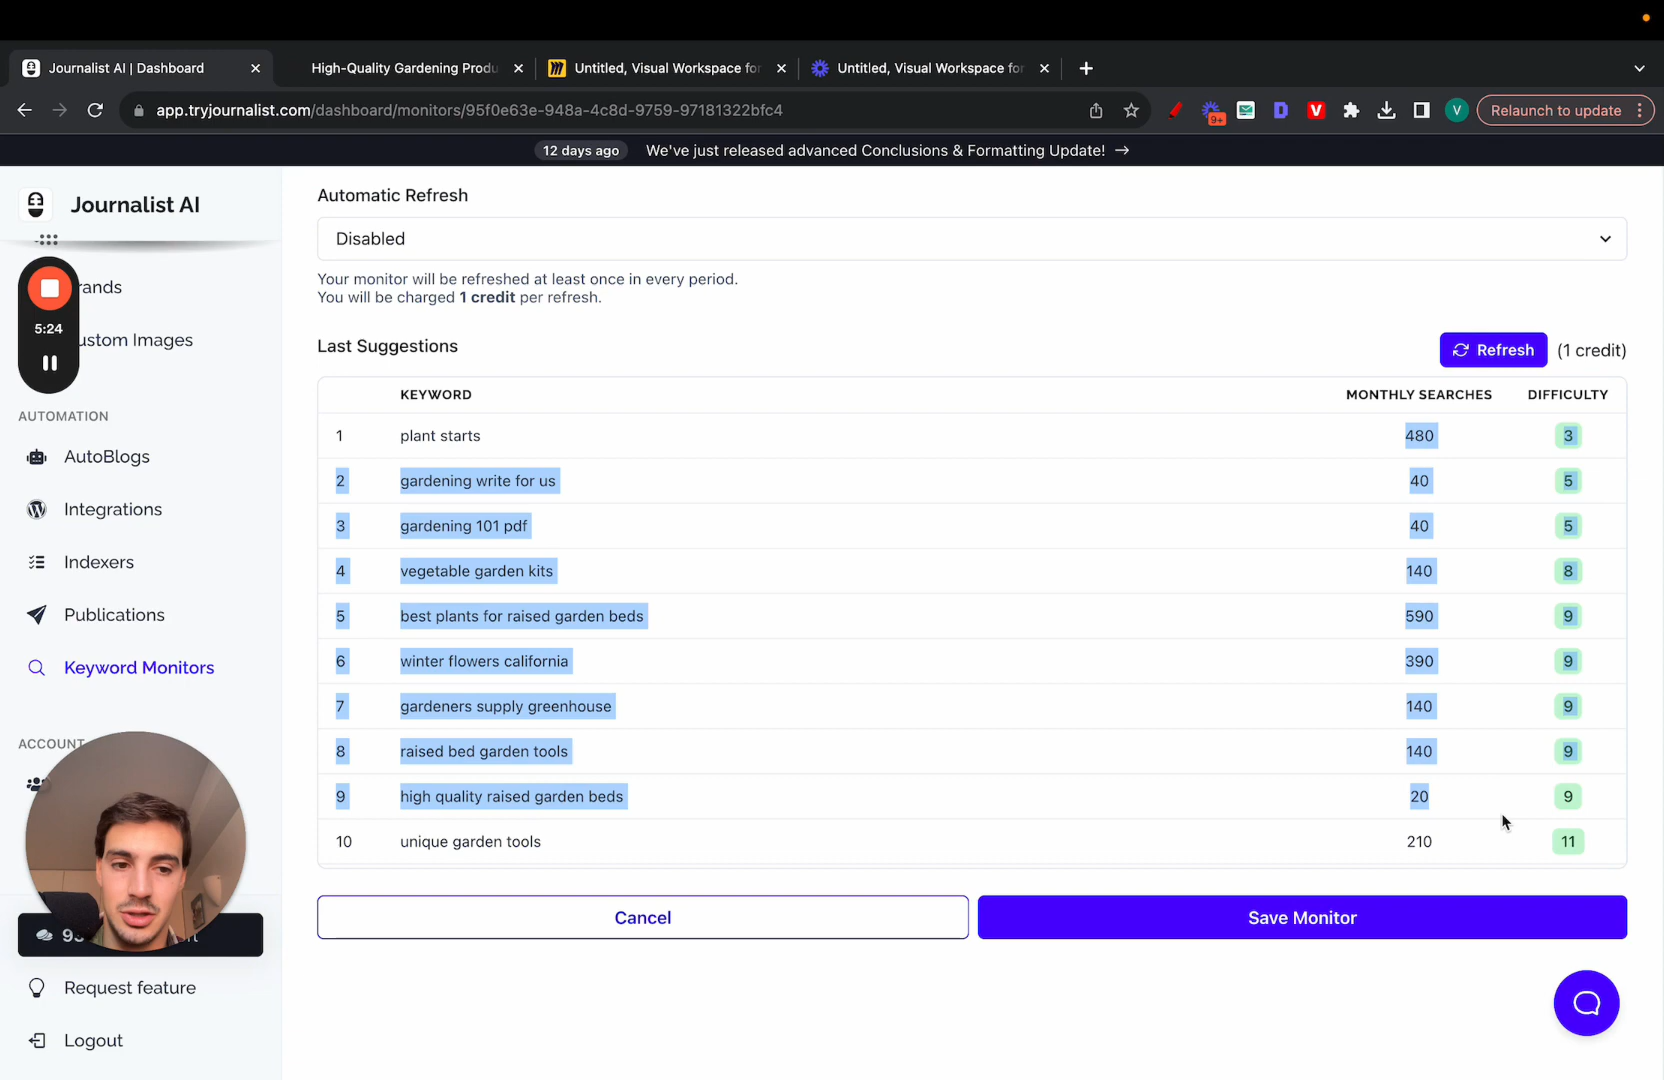 Journalist AI | Dashboard
High-Quality Gardening Produ
Untitled, Visual Workspace for
Untitled, Visual Workspace for
app.tryjournalist.com/dashboard/monitors/95f0e63e-948a-4c8d-9759-97181322bfc4
9+
D
V
V
Relaunch to update
12 days ago We've just released advanced Conclusions & Formatting Update! →
Journalist AI
rands
5:24
ustom Images
AUTOMATION
AutoBlogs
Integrations
Indexers
Publications
Keyword Monitors
ACCOUNT
Request feature
Logout
Automatic Refresh
Disabled
Your monitor will be refreshed at least once in every period.
You will be charged 1 credit per refresh.
Last Suggestions
Refresh (1 credit)
KEYWORD MONTHLY SEARCHES DIFFICULTY
1 plant starts 480 3
2 gardening write for us 40 5
3 gardening 101 pdf 40 5
4 vegetable garden kits 140 8
5 best plants for raised garden beds 590 9
6 winter flowers california 390 9
7 gardeners supply greenhouse 140 9
8 raised bed garden tools 140 9
9 high quality raised garden beds 20 9
10 unique garden tools 210 11
Cancel
Save Monitor